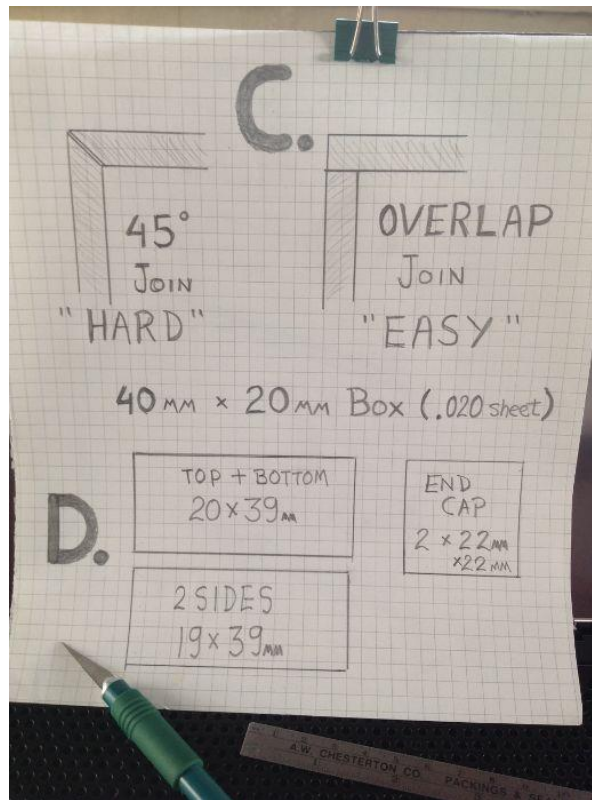 C.
45°
JOIN
"HARD"
OVERLAP
JOIN
"EASY"
40MM × 20MM Box (.020 sheet)
D.
TOP + BOTTOM
20×39MM
END
CAP
2 × 22MM
×22MM
2 SIDES
19×39MM
A.W. CHESTERTON CO. PACKINGS &